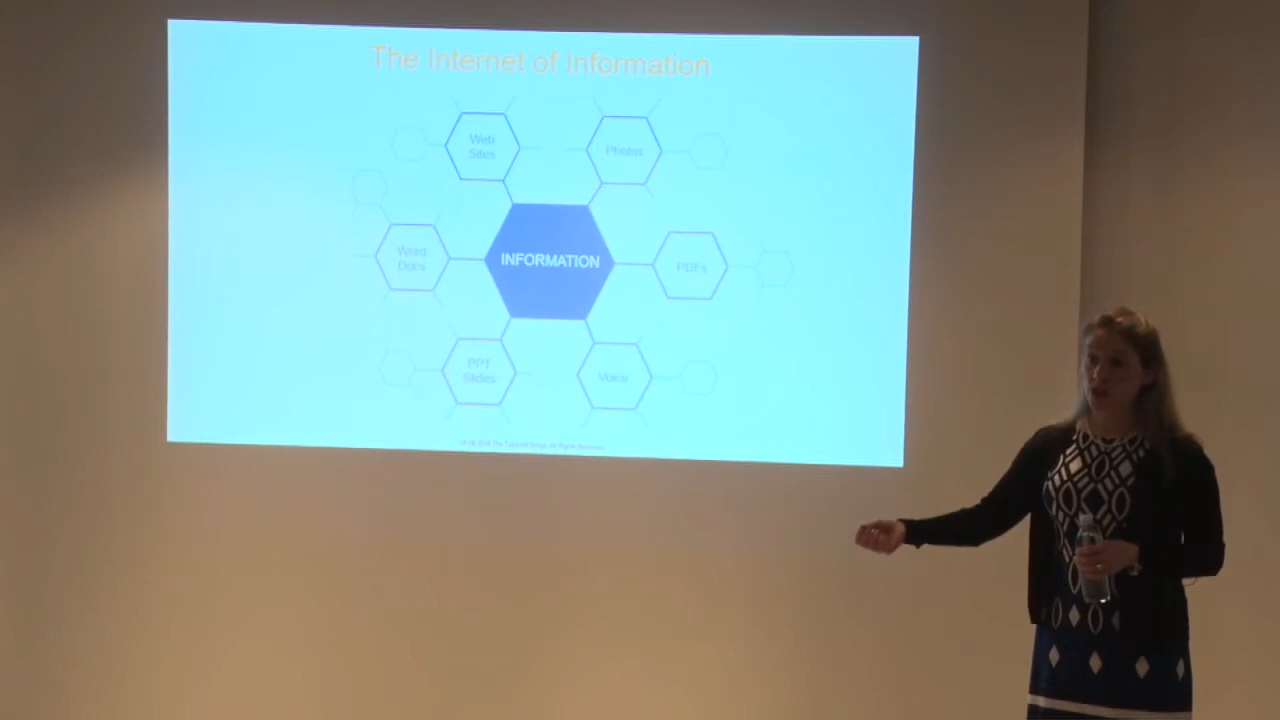 The Internet of Information
Web
Sites
Photos
Word
Docs
INFORMATION
PDFs
PPT
Slides
Voice